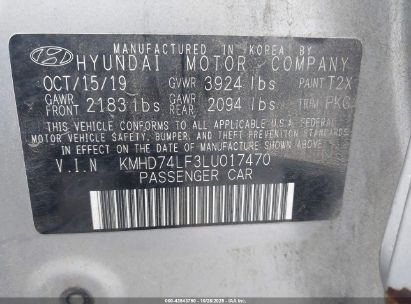 MANUFACTURED IN KOREA BY
HYUNDAI MOTOR COMPANY
OCT/15/19 GVWR 3924 lbs PAINT T2X
GAWR FRONT 2183 lbs GAWR REAR 2094 lbs TRIM PKG
THIS VEHICLE CONFORMS TO ALL APPLICABLE U.S. FEDERAL
MOTOR VEHICLE SAFETY, BUMPER, AND THEFT PREVENTION STANDARDS
IN EFFECT ON THE DATE OF MANUFACTURE SHOWN ABOVE.
V.I.N KMHD74LF3LU017470
PASSENGER CAR